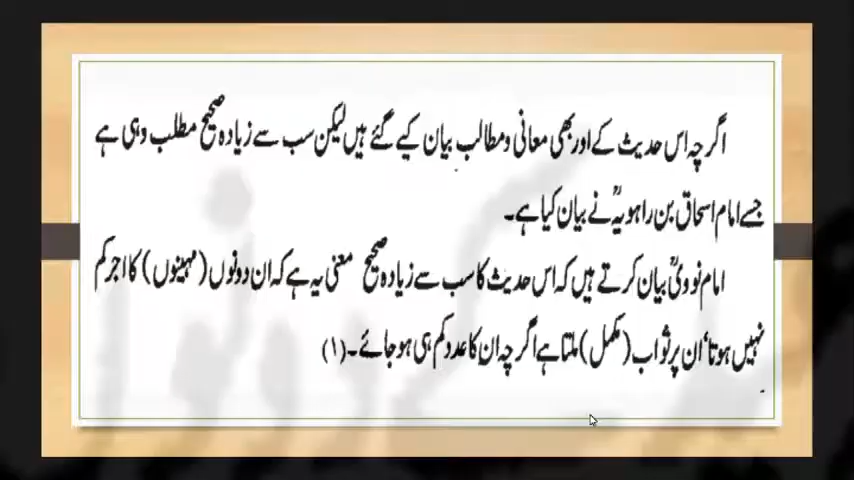 اگرچہ اس حدیث کے اور بھی معانی و مطالب بیان کیے گئے ہیں لیکن سب سے زیادہ صحیح مطلب وہی ہے
جسے امام اسحاق بن راہویہؒ نے بیان کیا ہے۔
امام نوویؒ بیان کرتے ہیں کہ اس حدیث کا سب سے زیادہ صحیح معنی یہ ہے کہ ان دونوں (مہینوں) کا اجر کم
نہیں ہوتا‘ ان پر ثواب (مکمل) ملتا ہے اگرچہ ان کا عدد کم ہی ہو جائے۔(۱)